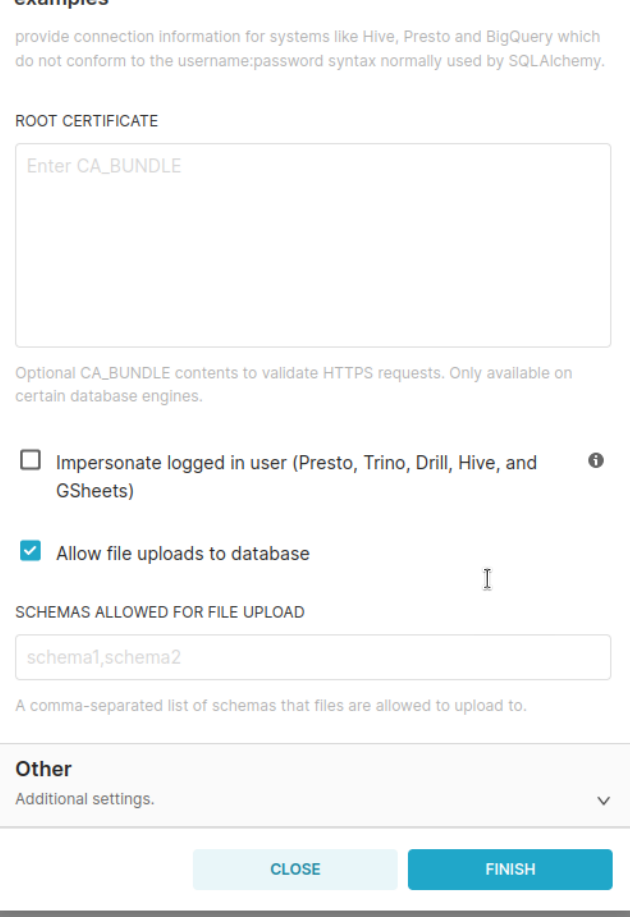 examples
provide connection information for systems like Hive, Presto and BigQuery which
do not conform to the username:password syntax normally used by SQLAlchemy.
ROOT CERTIFICATE
Enter CA_BUNDLE
Optional CA_BUNDLE contents to validate HTTPS requests. Only available on
certain database engines.
Impersonate logged in user (Presto, Trino, Drill, Hive, and
GSheets)
Allow file uploads to database
SCHEMAS ALLOWED FOR FILE UPLOAD
schema1,schema2
A comma-separated list of schemas that files are allowed to upload to.
Other
Additional settings.
CLOSE
FINISH